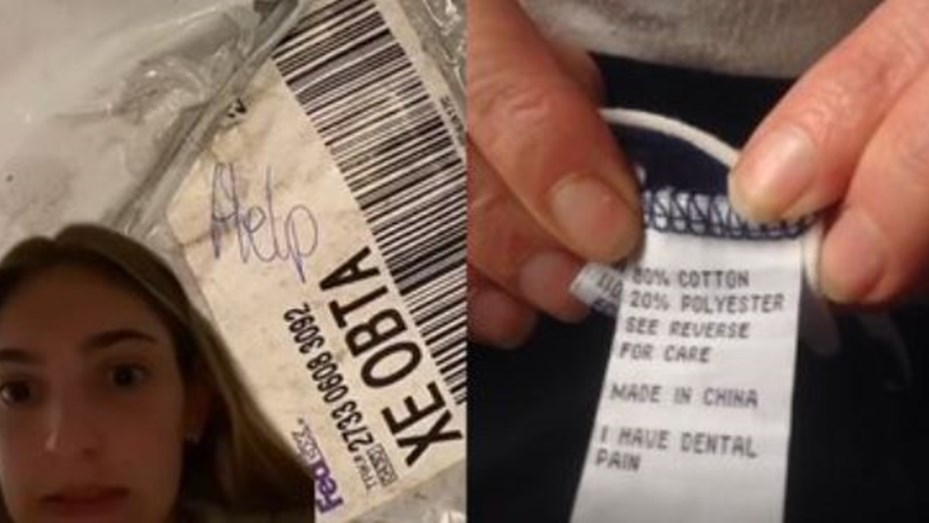 Help
FedEx
TRK# 2733 0608 3092
XE OBTA
80% COTTON
20% POLYESTER
SEE REVERSE
FOR CARE
MADE IN CHINA
I HAVE DENTAL
PAIN